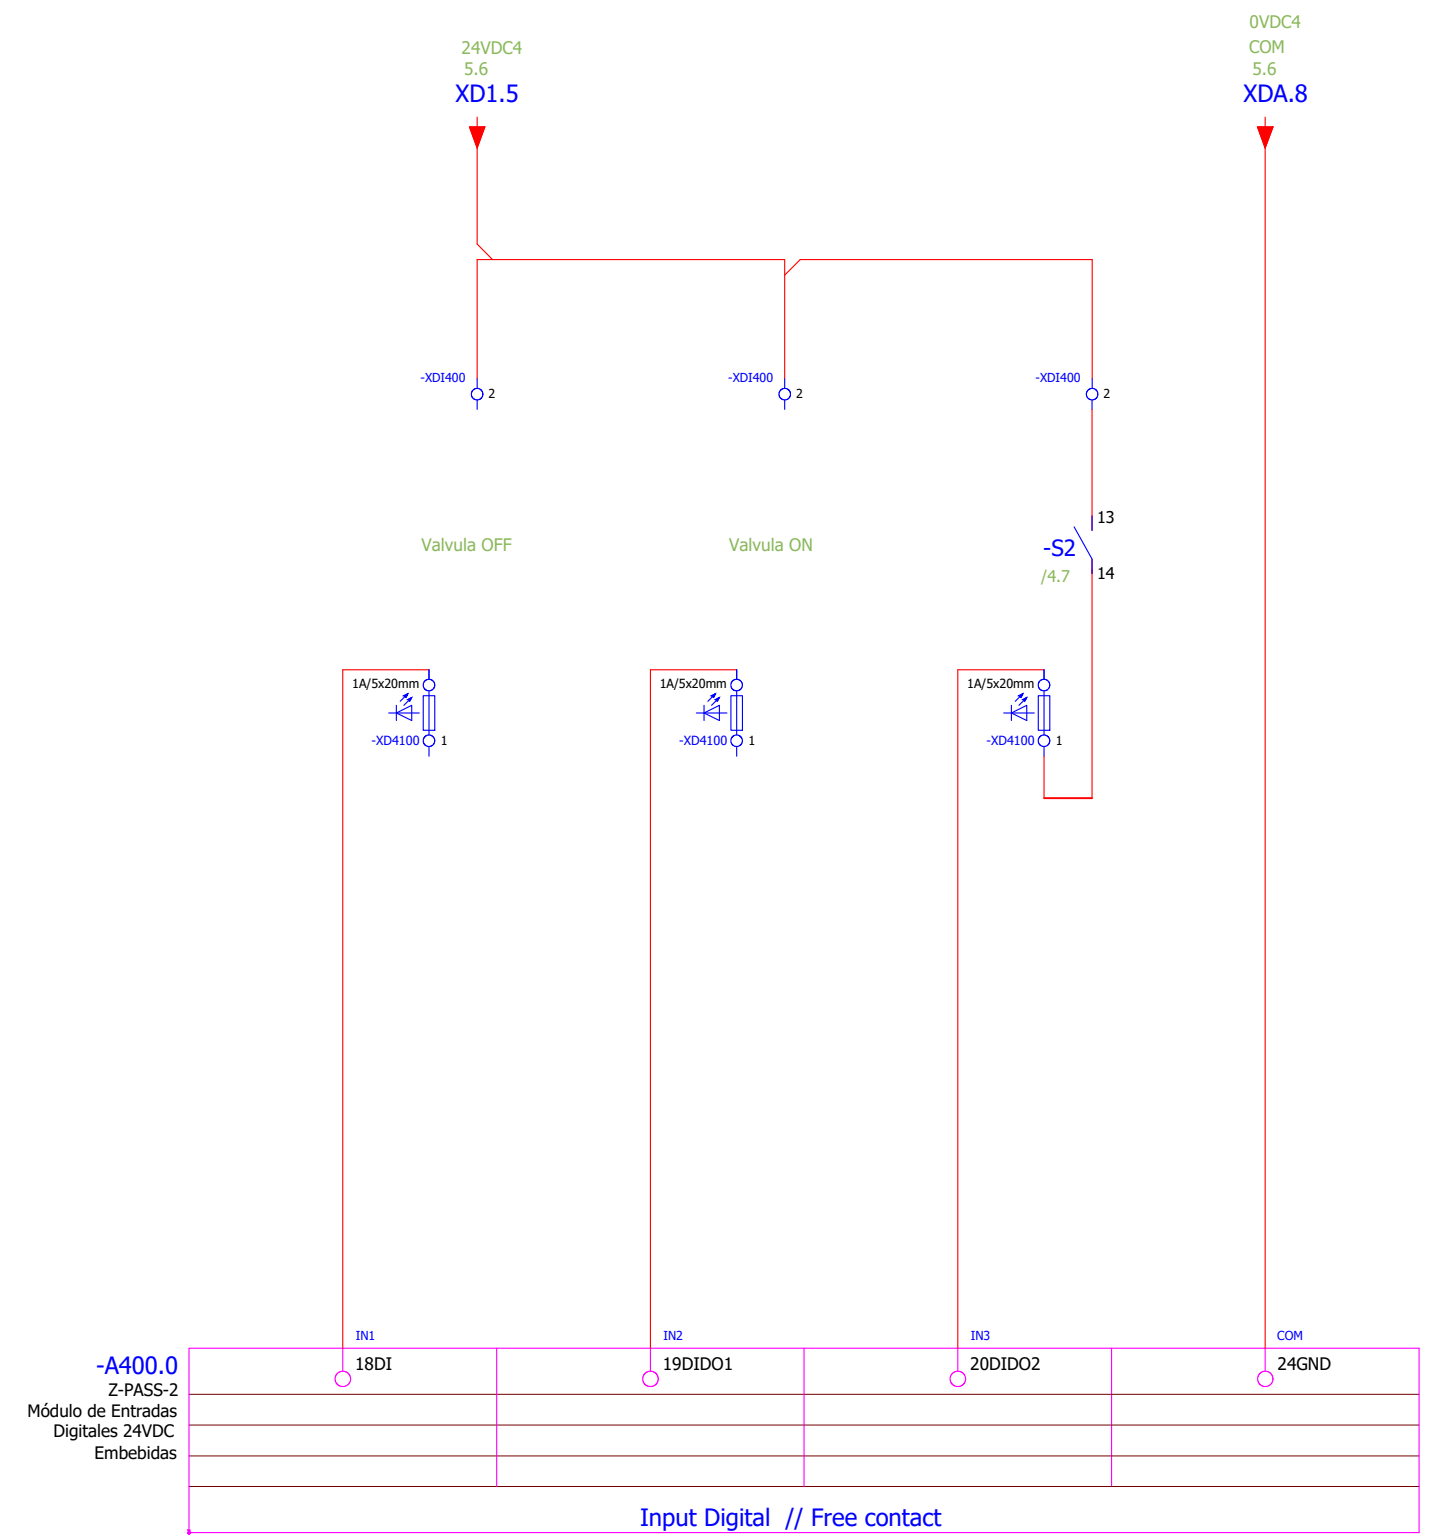 0VDC4
24VDC4
COM
5.6
5.6
XD1.5
XDA.8
-XDI400
2
-XDI400
2
-XDI400
2
13
Valvula OFF
Valvula ON
-S2
14
/4.7
1A/5x20mm
1A/5x20mm
1A/5x20mm
-XD4100
1
-XD4100
1
-XD4100
1
IN1
IN2
IN3
COM
-A400.0
18DI
19DIDO1
20DIDO2
24GND
Z-PASS-2
Módulo de Entradas
Digitales 24VDC
Embebidas
Input Digital // Free contact